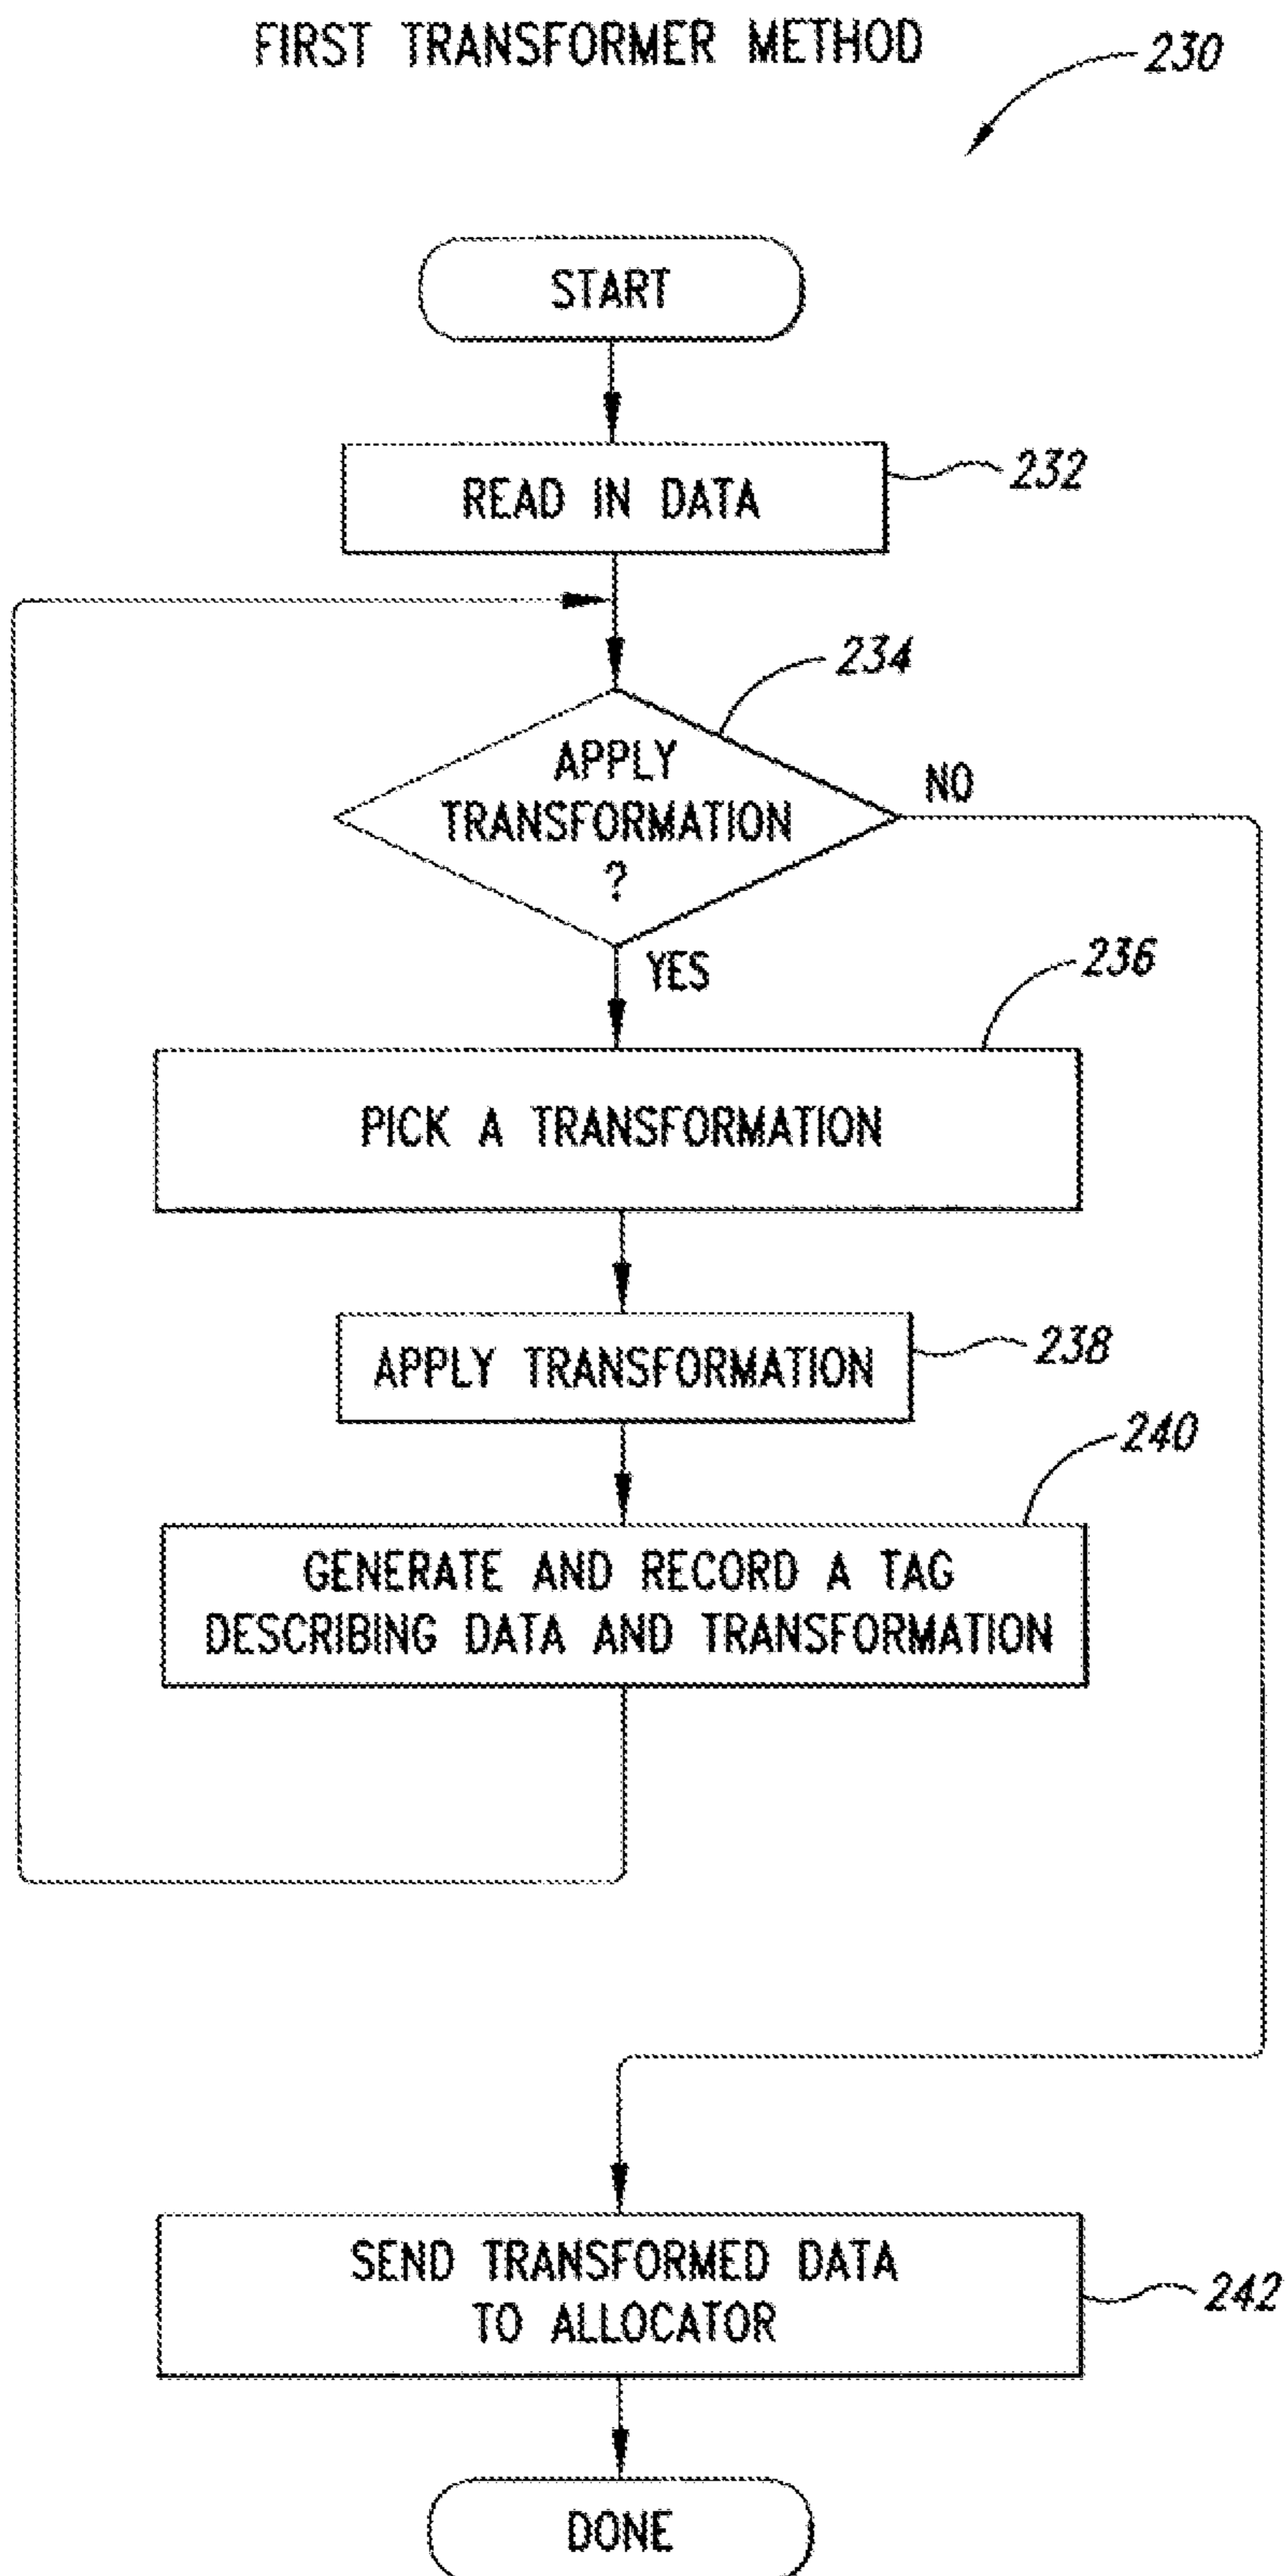 FIRST TRANSFORMER METHOD
230
START
READ IN DATA
232
234
APPLY
TRANSFORMATION
?
NO
YES
236
PICK A TRANSFORMATION
APPLY TRANSFORMATION
238
240
GENERATE AND RECORD A TAG
DESCRIBING DATA AND TRANSFORMATION
SEND TRANSFORMED DATA
TO ALLOCATOR
242
DONE